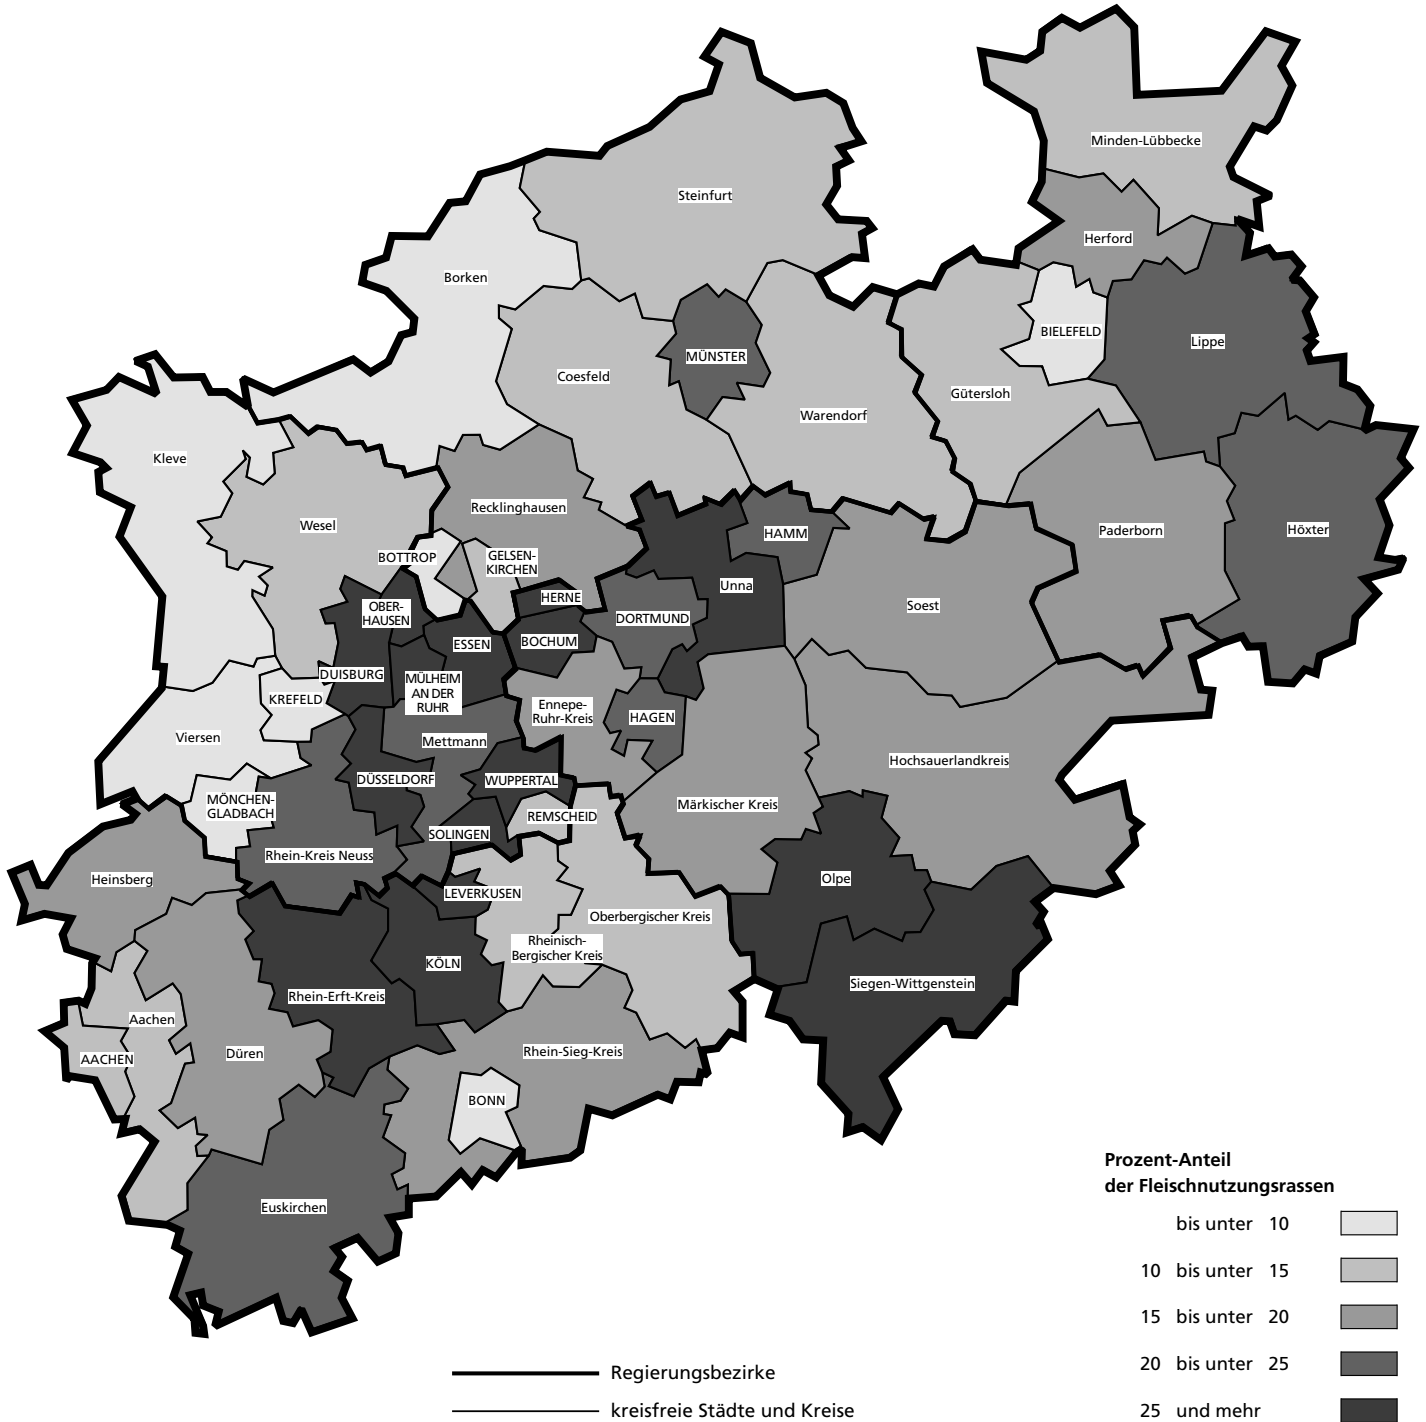 Minden-Lübbecke
Steinfurt
Herford
Borken
BIELEFELD
Lippe
MÜNSTER
Coesfeld
Gütersloh
Warendorf
Kleve
Recklinghausen
Wesel
Paderborn
Höxter
HAMM
BOTTROP
GELSEN-
KIRCHEN
Unna
HERNE
Soest
OBER-
HAUSEN
DORTMUND
ESSEN
BOCHUM
DUISBURG
MÜLHEIM
AN DER
RUHR
KREFELD
Ennepe-
Ruhr-Kreis
HAGEN
Viersen
Mettmann
Hochsauerlandkreis
DÜSSELDORF
WUPPERTAL
MÖNCHEN-
GLADBACH
Märkischer Kreis
REMSCHEID
SOLINGEN
Rhein-Kreis Neuss
Heinsberg
Olpe
LEVERKUSEN
Oberbergischer Kreis
Rheinisch-
Bergischer Kreis
KÖLN
Siegen-Wittgenstein
Rhein-Erft-Kreis
Aachen
Düren
Rhein-Sieg-Kreis
AACHEN
BONN
Euskirchen
Prozent-Anteil
der Fleischnutzungsrassen
bis unter 10
10 bis unter 15
15 bis unter 20
20 bis unter 25
25 und mehr
Regierungsbezirke
kreisfreie Städte und Kreise